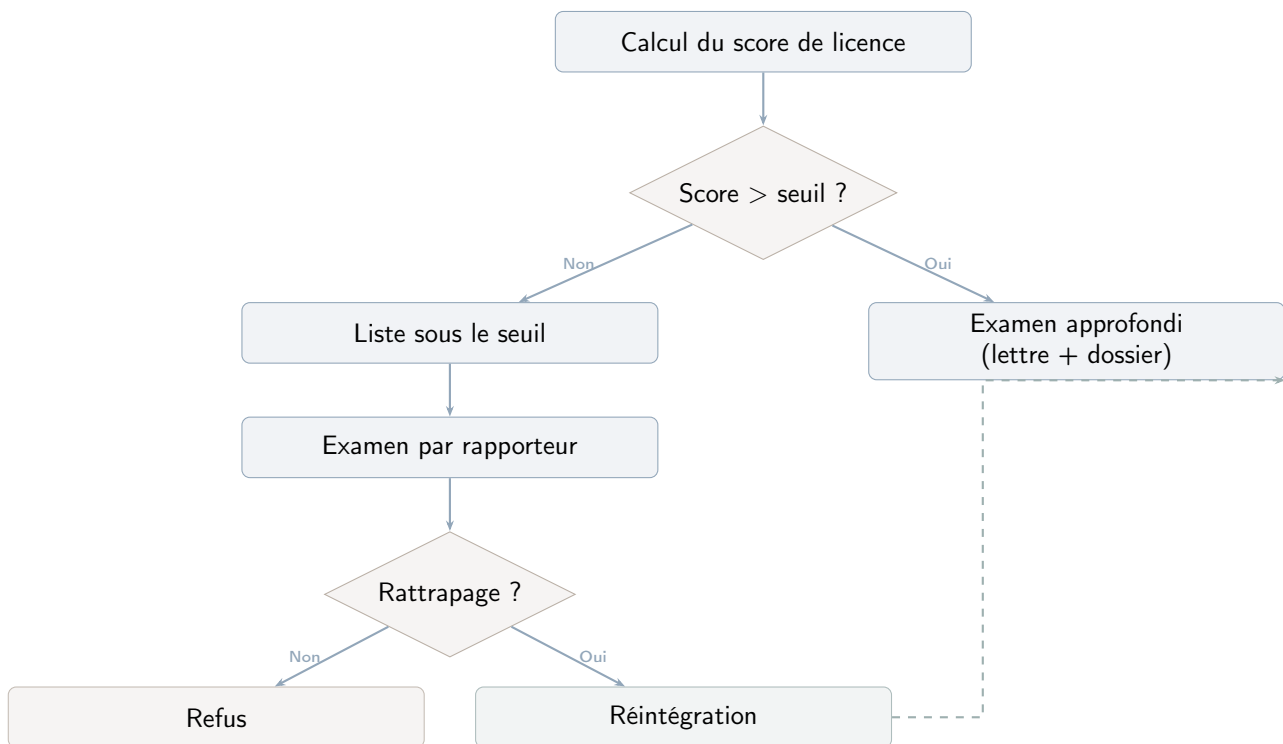 Calcul du score de licence
Score > seuil ?
Non
Oui
Liste sous le seuil
Examen approfondi
(lettre + dossier)
Examen par rapporteur
Rattrapage ?
Non
Oui
Refus
Réintégration